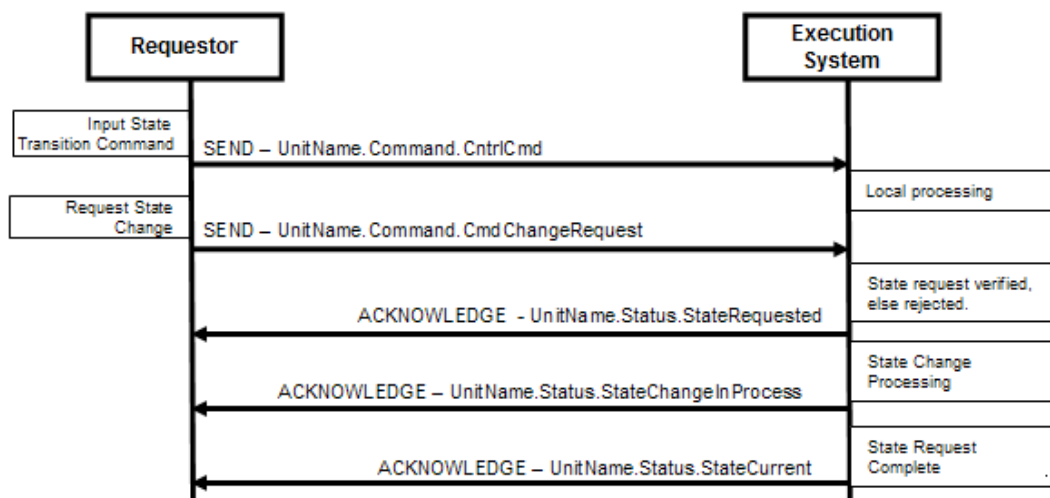 Requestor
Execution
System
Input State
Transition Command
SEND – UnitName.Command.CntrlCmd
Local processing
Request State
Change
SEND – UnitName.Command.CmdChangeRequest
State request verified,
else rejected.
ACKNOWLEDGE - UnitName.Status.StateRequested
State Change
Processing
ACKNOWLEDGE – UnitName.Status.StateChangeInProcess
State Request
Complete
.
ACKNOWLEDGE – UnitName.Status.StateCurrent